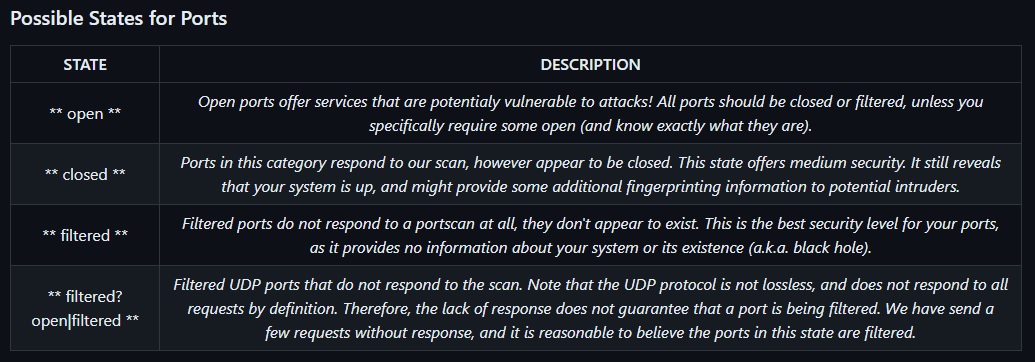 Possible States for Ports
STATE
DESCRIPTION
** open **
Open ports offer services that are potentialy vulnerable to attacks! All ports should be closed or filtered, unless you
specifically require some open (and know exactly what they are).
** closed **
Ports in this category respond to our scan, however appear to be closed. This state offers medium security. It still reveals
that your system is up, and might provide some additional fingerprinting information to potential intruders.
** filtered **
Filtered ports do not respond to a portscan at all, they don't appear to exist. This is the best security level for your ports,
as it provides no information about your system or its existence (a.k.a. black hole).
** filtered?
open|filtered **
Filtered UDP ports that do not respond to the scan. Note that the UDP protocol is not lossless, and does not respond to all
requests by definition. Therefore, the lack of response does not guarantee that a port is being filtered. We have send a
few requests without response, and it is reasonable to believe the ports in this state are filtered.